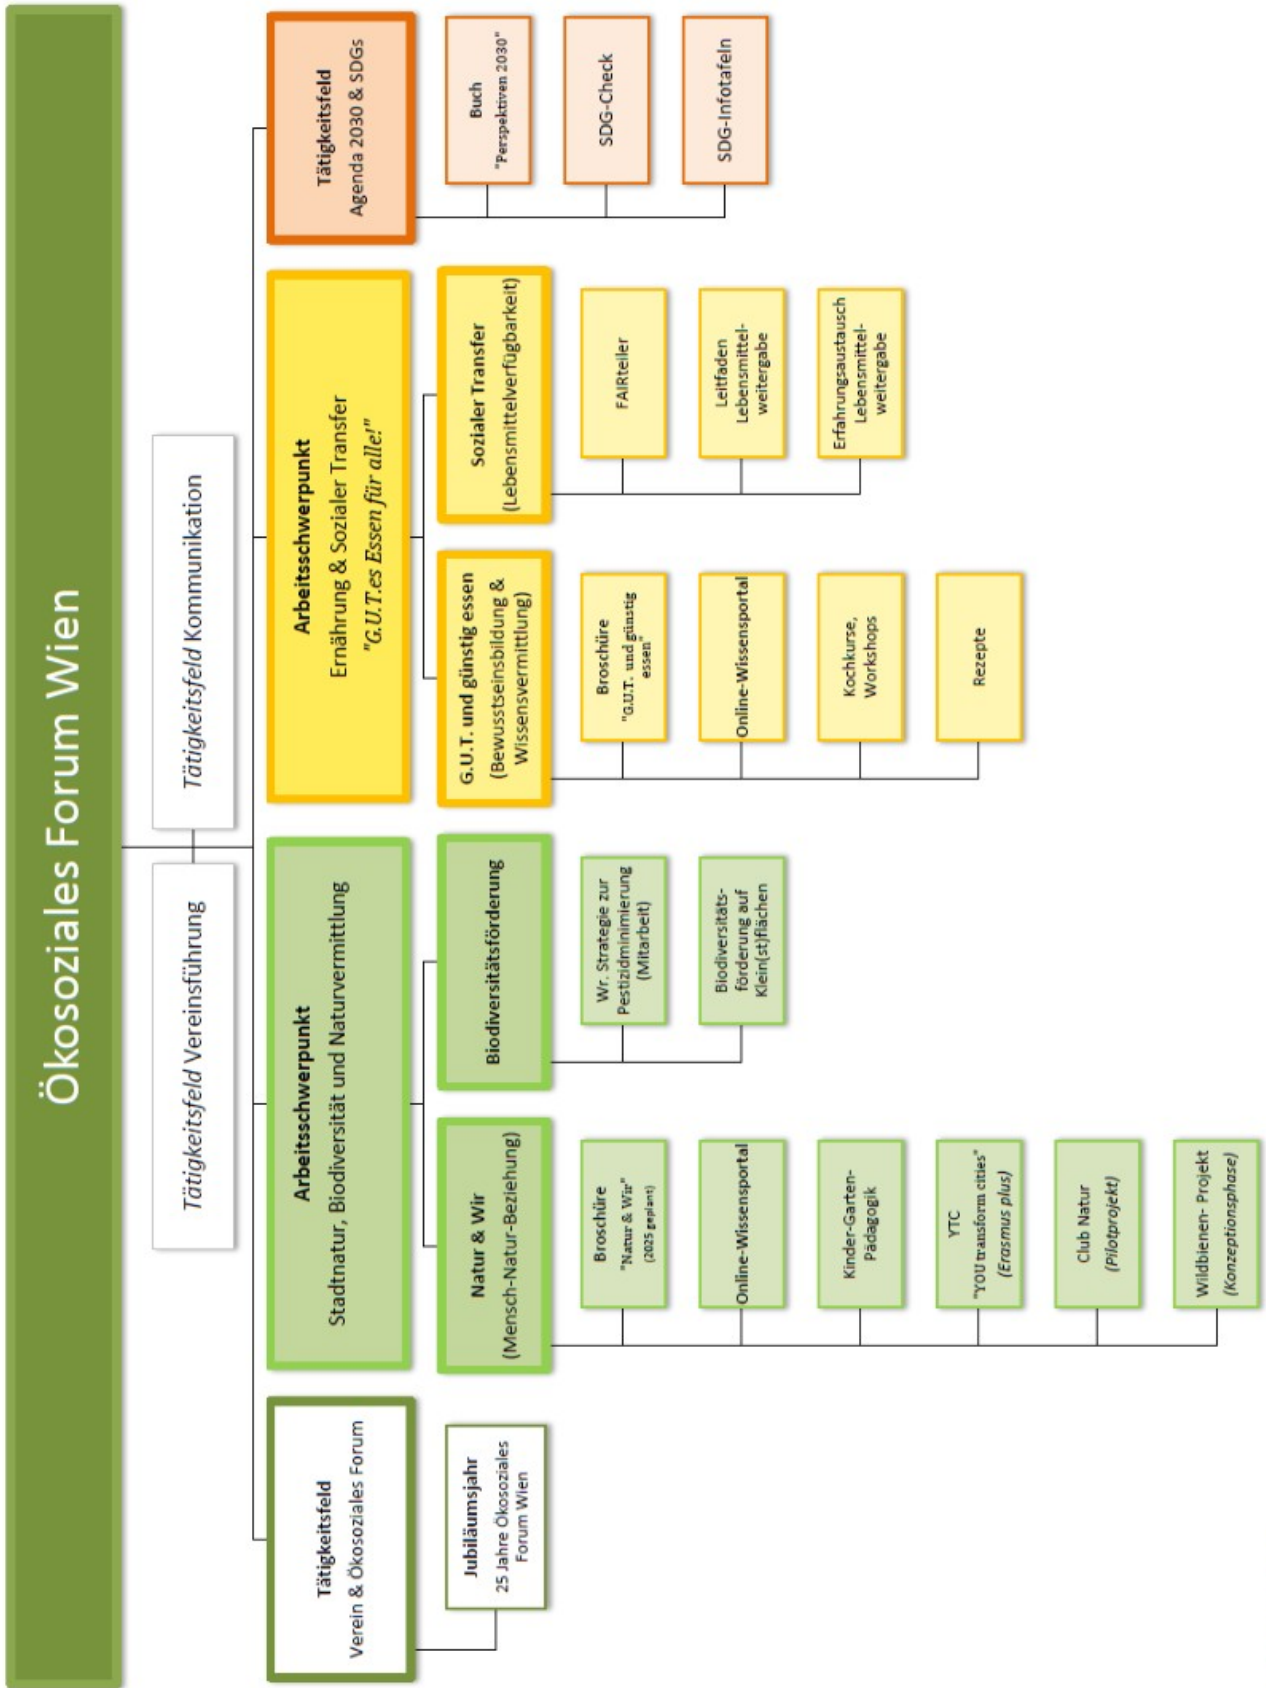 Ökosoziales Forum Wien
Tätigkeitsfeld Vereinsführung
Tätigkeitsfeld Kommunikation
Tätigkeitsfeld
Verein & Ökosoziales Forum
Jubiläumsjahr
25 Jahre Ökosoziales
Forum Wien
Arbeitsschwerpunkt
Stadtnatur, Biodiversität und Naturvermittlung
Natur & Wir
(Mensch-Natur-Beziehung)
Broschüre
"Natur & Wir"
(2025 geplant)
Online-Wissensportal
Kinder-Garten-
Pädagogik
YTC
"YOU transform cities"
(Erasmus plus)
Club Natur
(Pilotprojekt)
Wildbienen- Projekt
(Konzeptionsphase)
Biodiversitätsförderung
Wr. Strategie zur
Pestizidminimierung
(Mitarbeit)
Biodiversitäts-
förderung auf
Klein(st)flächen
Arbeitsschwerpunkt
Ernährung & Sozialer Transfer
"G.U.T.es Essen für alle!"
G.U.T. und günstig essen
(Bewusstseinsbildung &
Wissensvermittlung)
Broschüre
"G.U.T. und günstig
essen"
Online-Wissensportal
Kochkurse,
Workshops
Rezepte
Sozialer Transfer
(Lebensmittelverfügbarkeit)
FAIRteiler
Leitfaden
Lebensmittel-
weitergabe
Erfahrungsaustausch
Lebensmittel-
weitergabe
Tätigkeitsfeld
Agenda 2030 & SDGs
Buch
"Perspektiven 2030"
SDG-Check
SDG-Infotafeln